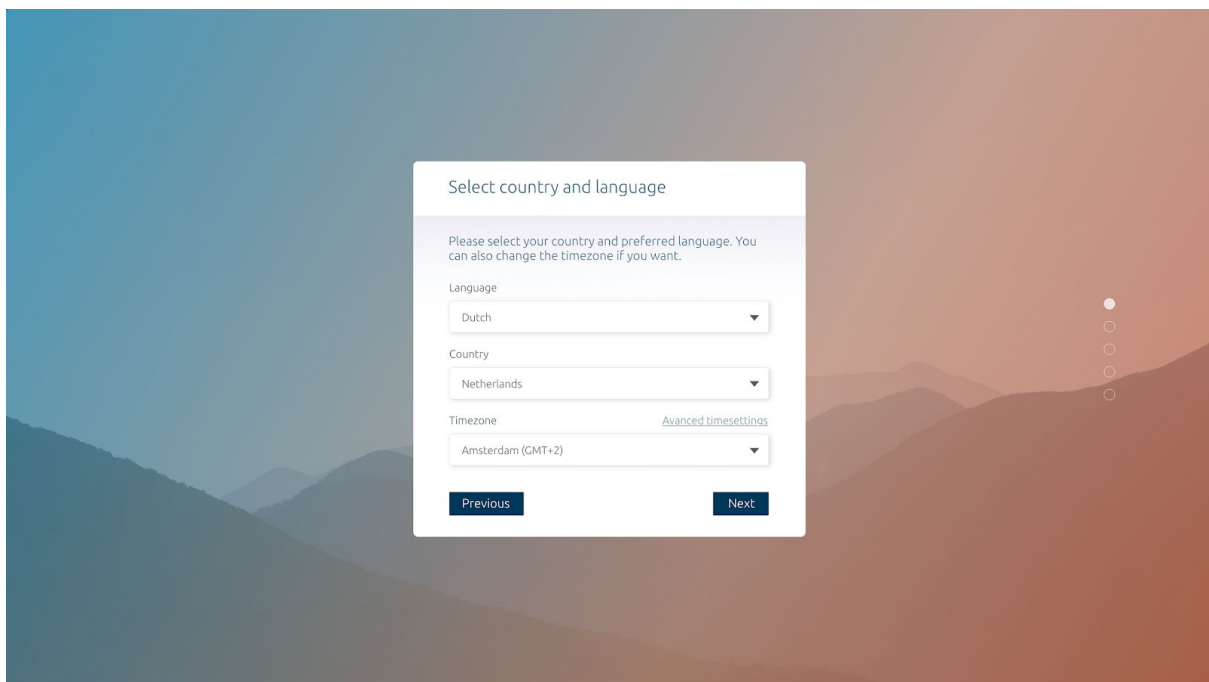 Select country and language
Please select your country and preferred language. You
can also change the timezone if you want.
Language
Dutch
Country
Netherlands
Timezone
Avanced timesettings
Amsterdam (GMT+2)
Previous
Next